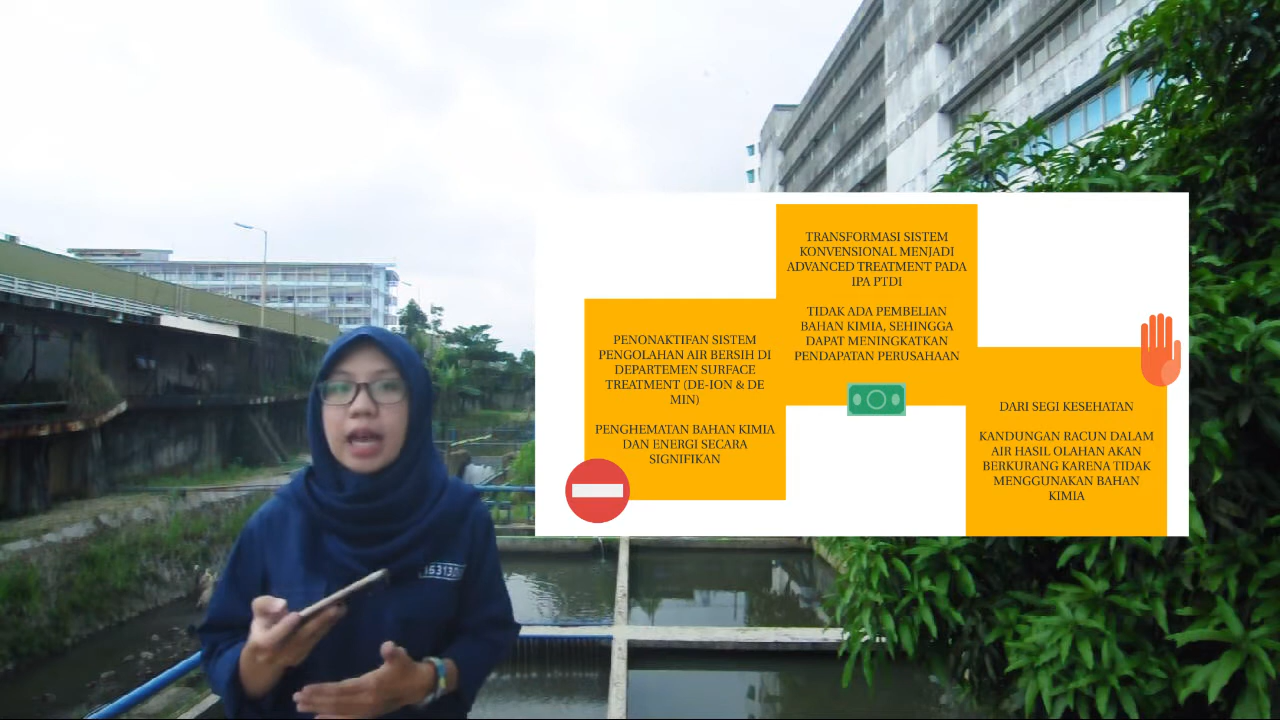 PENONAKTIFAN SISTEM
PENGOLAHAN AIR BERSIH DI
DEPARTEMEN SURFACE
TREATMENT (DE-ION & DE
MIN)
PENGHEMATAN BAHAN KIMIA
DAN ENERGI SECARA
SIGNIFIKAN
TRANSFORMASI SISTEM
KONVENSIONAL MENJADI
ADVANCED TREATMENT PADA
IPA PTDI
TIDAK ADA PEMBELIAN
BAHAN KIMIA, SEHINGGA
DAPAT MENINGKATKAN
PENDAPATAN PERUSAHAAN
DARI SEGI KESEHATAN
KANDUNGAN RACUN DALAM
AIR HASIL OLAHAN AKAN
BERKURANG KARENA TIDAK
MENGGUNAKAN BAHAN
KIMIA